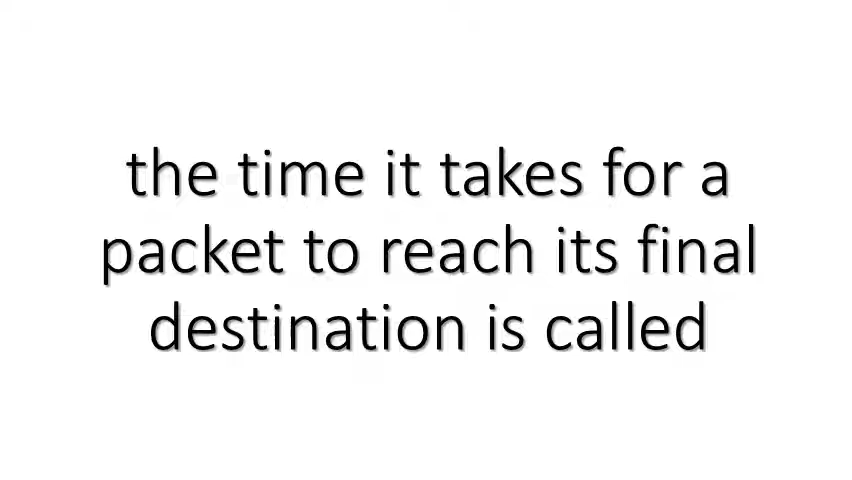 the time it takes for a
packet to reach its final
destination is called